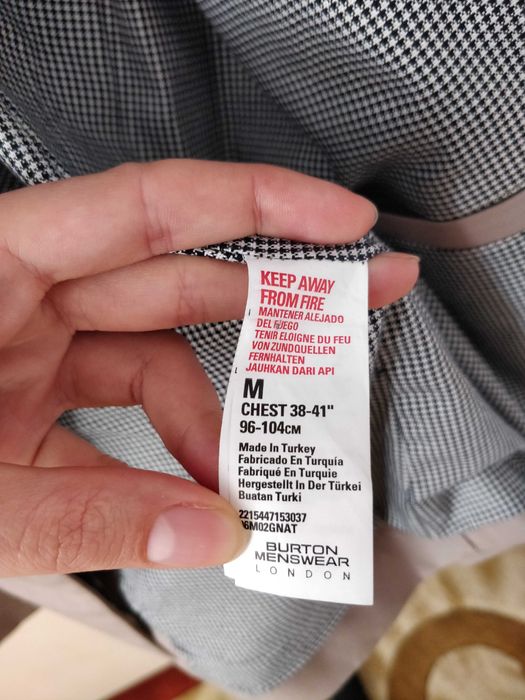 KEEP AWAY
FROM FIRE
MANTENER ALEJADO
DEL FUEGO
TENIR ELOIGNE DU FEU
VON ZUNDQUELLEN
FERNHALTEN
JAUHKAN DARI API
M
CHEST 38-41"
96-104CM
Made In Turkey
Fabricado En Turquía
Fabriqué En Turquie
Hergestellt In Der Türkei
Buatan Turki
2215447153037
06M02GNAT
BURTON
MENSWEAR
LONDON